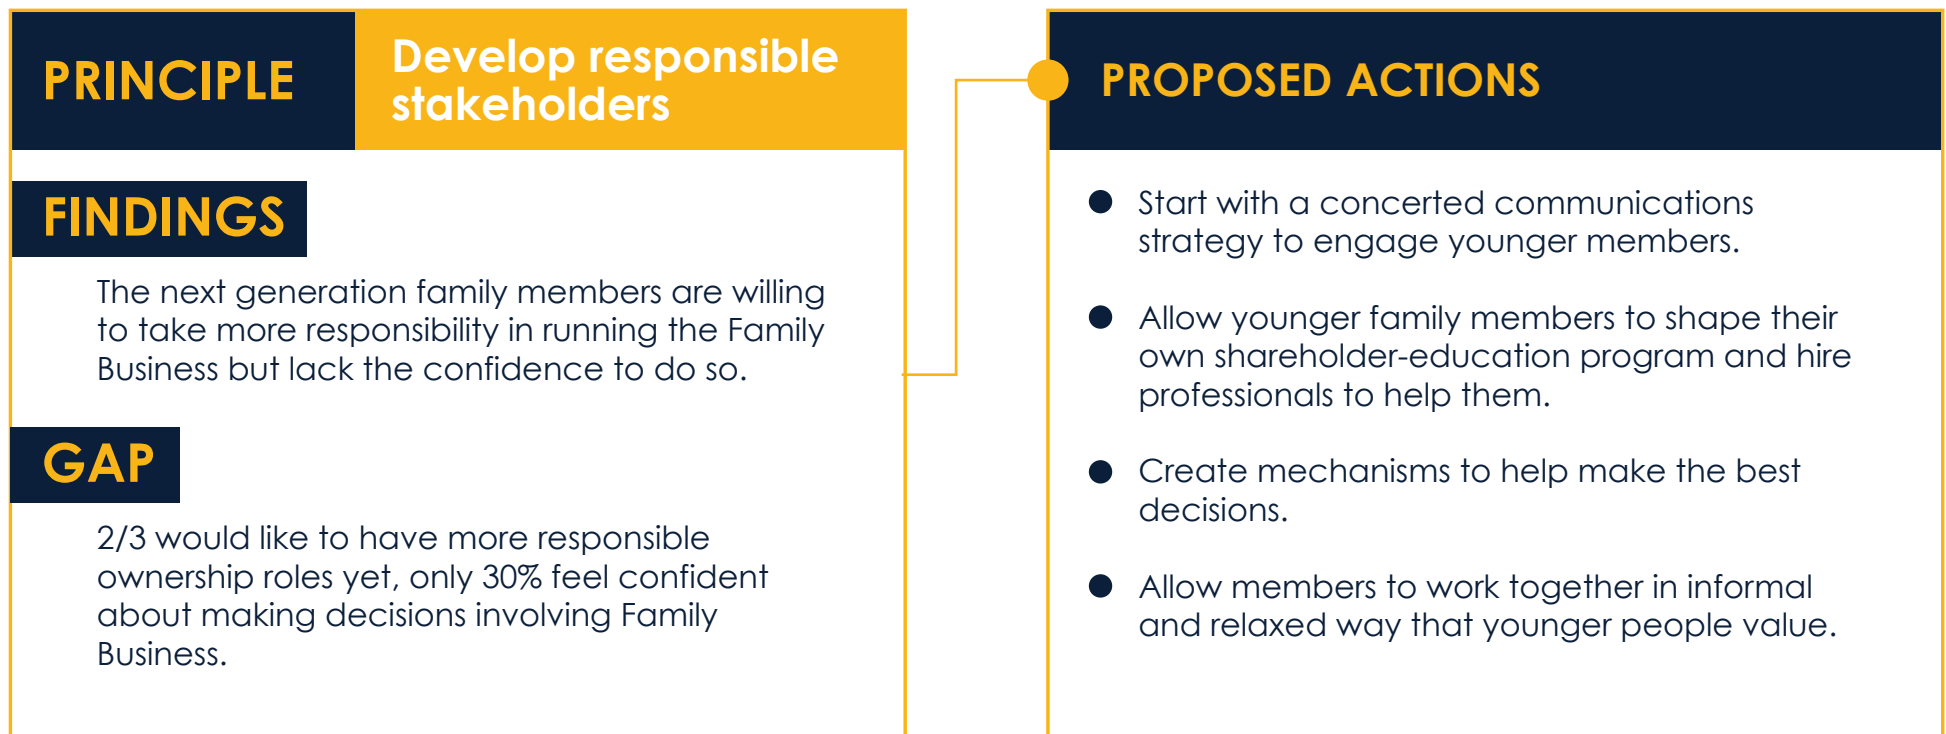 PRINCIPLE
Develop responsible
stakeholders
FINDINGS
The next generation family members are willing
to take more responsibility in running the Family
Business but lack the confidence to do so.
GAP
2/3 would like to have more responsible
ownership roles yet, only 30% feel confident
about making decisions involving Family
Business.
PROPOSED ACTIONS
● Start with a concerted communications
strategy to engage younger members.
● Allow younger family members to shape their
own shareholder-education program and hire
professionals to help them.
● Create mechanisms to help make the best
decisions.
● Allow members to work together in informal
and relaxed way that younger people value.